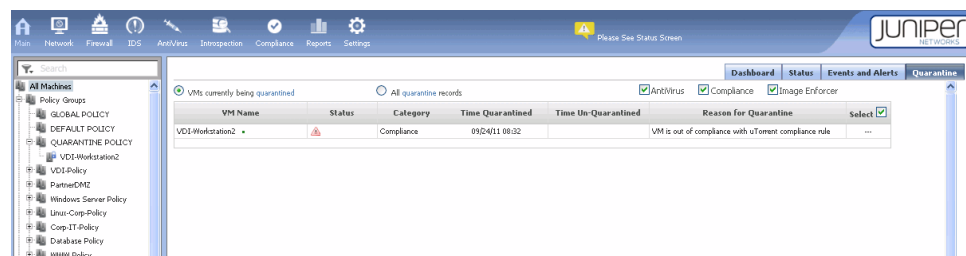 Main Network Firewall IDS AntiVirus Introspection Compliance Reports Settings
Please See Status Screen
JUNIPER
NETWORKS
Search
Dashboard Status Events and Alerts Quarantine
All Machines
Policy Groups
GLOBAL POLICY
DEFAULT POLICY
QUARANTINE POLICY
VDI-Workstation2
VDI-Policy
PartnerDMZ
Windows Server Policy
Linux-Corp-Policy
Corp-IT-Policy
Database Policy
WWW Policy
VMs currently being quarantined All quarantine records AntiVirus Compliance Image Enforcer
VM Name Status Category Time Quarantined Time Un-Quarantined Reason for Quarantine Select
VDI-Workstation2 Compliance 09/24/11 08:32 VM is out of compliance with uTorrent compliance rule ---